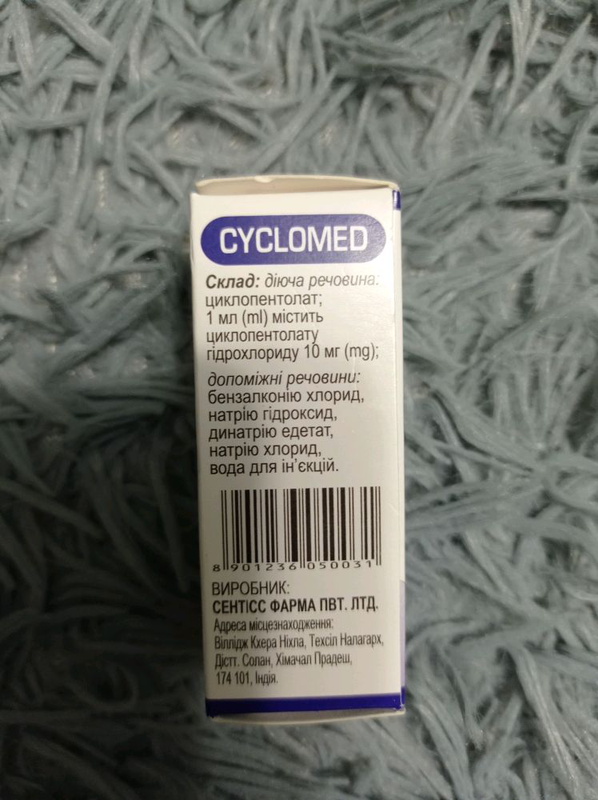 CYCLOMED
Склад: діюча речовина:
циклопентолат;
1 мл (ml) містить
циклопентолату
гідрохлориду 10 мг (mg);
допоміжні речовини:
бензалконію хлорид,
натрію гідроксид,
динатрію едетат,
натрію хлорид,
вода для ін’єкцій.
8 901236 050031
ВИРОБНИК:
СЕНТІСС ФАРМА ПВТ. ЛТД.
Адреса місцезнаходження:
Віллідж Кхера Ніхла, Техсіл Налагарх,
Дістт. Солан, Хімачал Прадеш,
174 101, Індія.